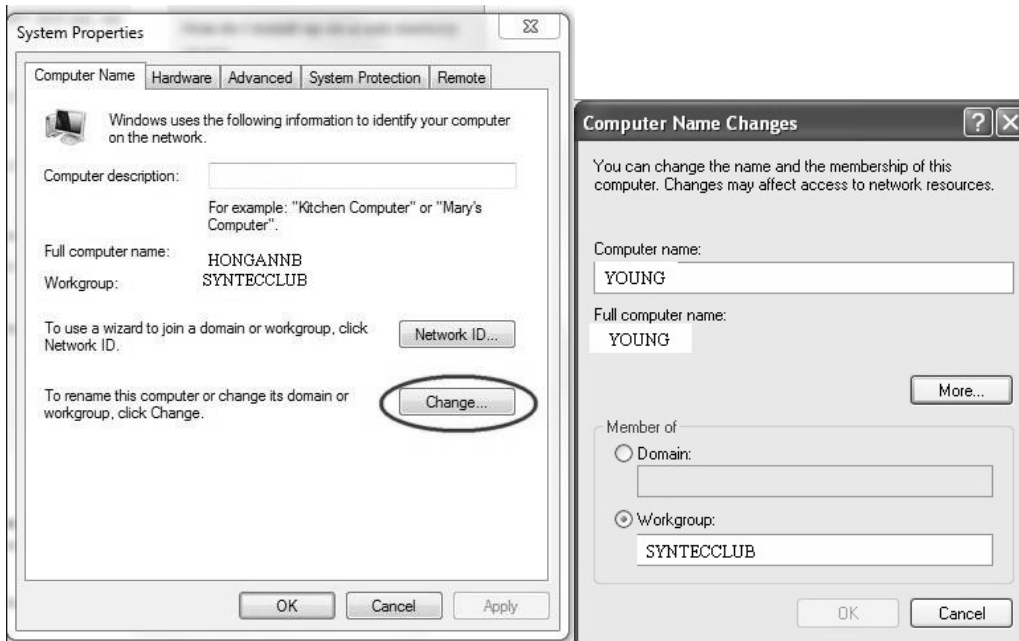 System Properties
Computer Name Hardware Advanced System Protection Remote
Windows uses the following information to identify your computer
on the network.
Computer description:
For example: "Kitchen Computer" or "Mary's
Computer".
Full computer name: HONGANNB
Workgroup: SYNTECCLUB
To use a wizard to join a domain or workgroup, click
Network ID.
Network ID...
To rename this computer or change its domain or
workgroup, click Change.
Change...
OK Cancel Apply
Computer Name Changes
You can change the name and the membership of this
computer. Changes may affect access to network resources.
Computer name:
YOUNG
Full computer name:
YOUNG
More...
Member of
Domain:
Workgroup:
SYNTECCLUB
OK Cancel